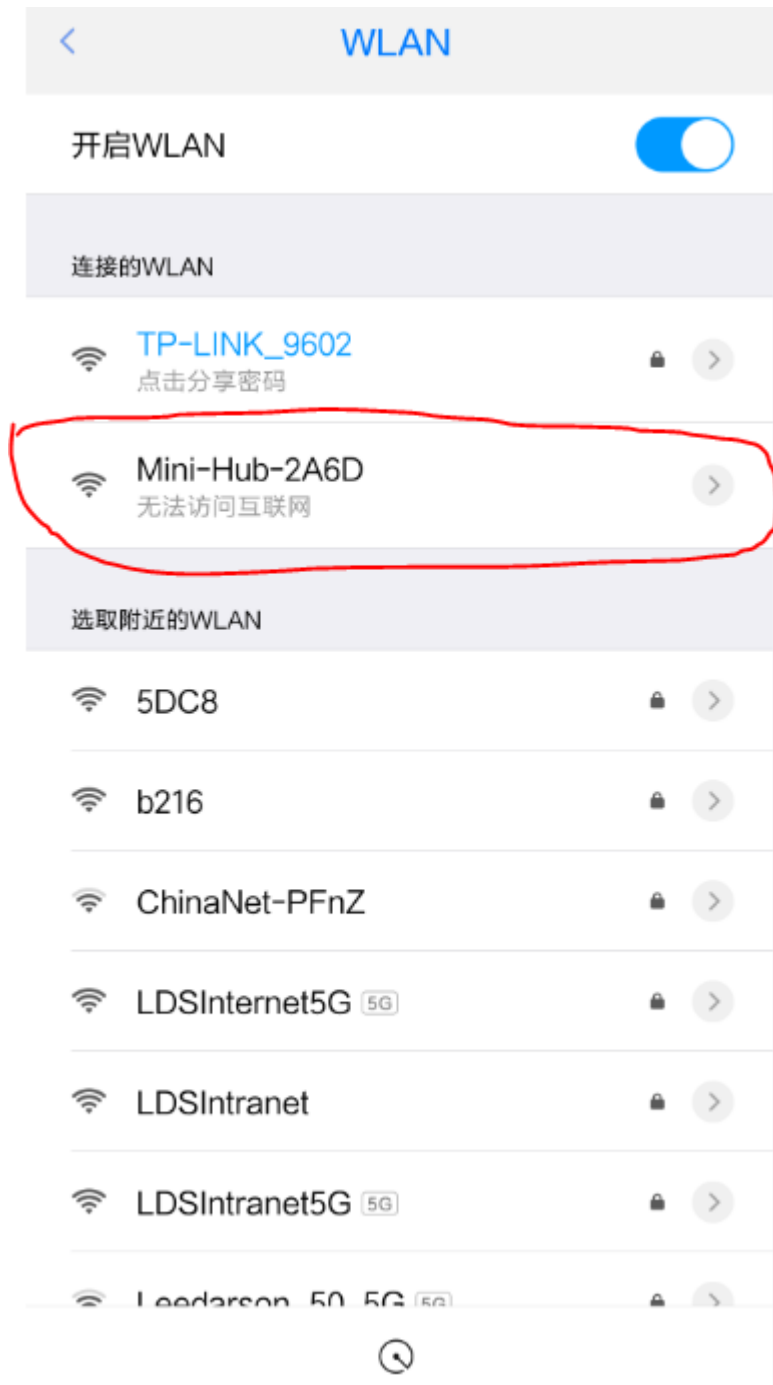 WLAN
开启WLAN
连接的WLAN
TP-LINK_9602
点击分享密码
Mini-Hub-2A6D
无法访问互联网
选取附近的WLAN
5DC8
b216
ChinaNet-PFnZ
LDSInternet5G 5G
LDSIntranet
LDSIntranet5G 5G
Leedarson_50_5G 5G